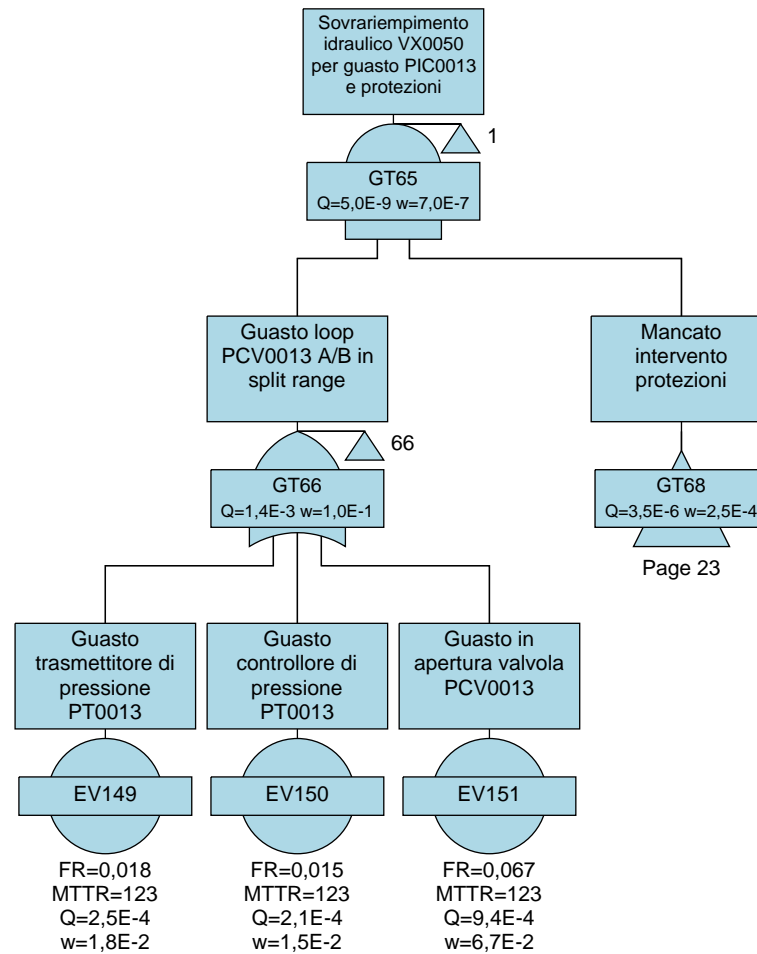 Sovrariempimento
idraulico VX0050
per guasto PIC0013
e protezioni
1
GT65
Q=5,0E-9 w=7,0E-7
Guasto loop
PCV0013 A/B in
split range
66
GT66
Q=1,4E-3 w=1,0E-1
Mancato
intervento
protezioni
GT68
Q=3,5E-6 w=2,5E-4
Page 23
Guasto
trasmettitore di
pressione
PT0013
EV149
FR=0,018
MTTR=123
Q=2,5E-4
w=1,8E-2
Guasto
controllore di
pressione
PT0013
EV150
FR=0,015
MTTR=123
Q=2,1E-4
w=1,5E-2
Guasto in
apertura valvola
PCV0013
EV151
FR=0,067
MTTR=123
Q=9,4E-4
w=6,7E-2